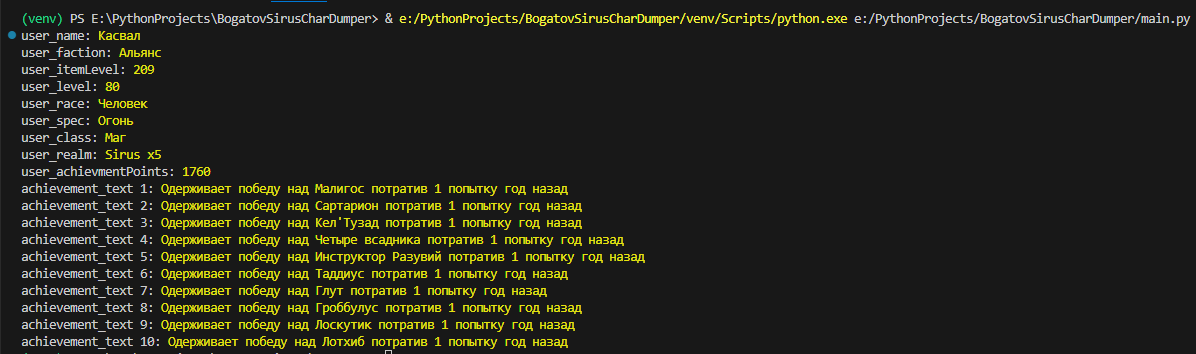 (venv) PS E:\PythonProjects\BogatovSirusCharDumper> & e:/PythonProjects/BogatovSirusCharDumper/venv/Scripts/python.exe e:/PythonProjects/BogatovSirusCharDumper/main.py
user_name: Касвал
user_faction: Альянс
user_itemLevel: 209
user_level: 80
user_race: Человек
user_spec: Огонь
user_class: Маг
user_realm: Sirus x5
user_achievmentPoints: 1760
achievement_text 1: Одерживает победу над Малигос потратив 1 попытку год назад
achievement_text 2: Одерживает победу над Сартарион потратив 1 попытку год назад
achievement_text 3: Одерживает победу над Кел'Тузад потратив 1 попытку год назад
achievement_text 4: Одерживает победу над Четыре всадника потратив 1 попытку год назад
achievement_text 5: Одерживает победу над Инструктор Разувий потратив 1 попытку год назад
achievement_text 6: Одерживает победу над Таддиус потратив 1 попытку год назад
achievement_text 7: Одерживает победу над Глут потратив 1 попытку год назад
achievement_text 8: Одерживает победу над Гроббулус потратив 1 попытку год назад
achievement_text 9: Одерживает победу над Лоскутик потратив 1 попытку год назад
achievement_text 10: Одерживает победу над Лотхиб потратив 1 попытку год назад